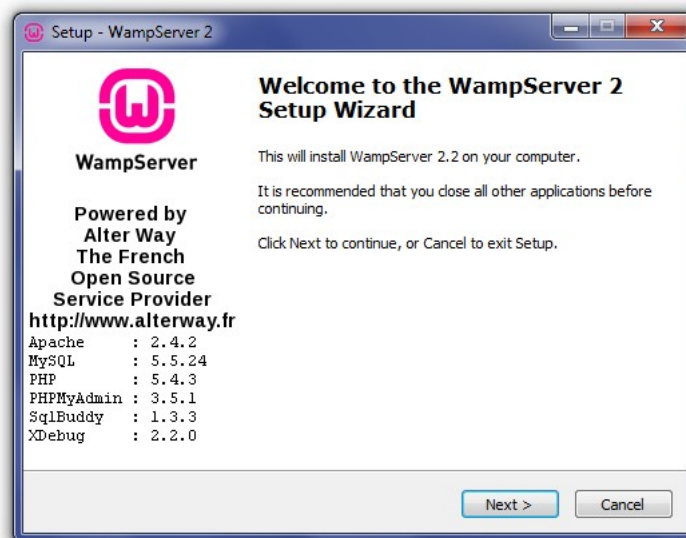 Setup - WampServer 2
WampServer
Powered by
Alter Way
The French
Open Source
Service Provider
http://www.alterway.fr
Apache : 2.4.2
MySQL : 5.5.24
PHP : 5.4.3
PHPMyAdmin : 3.5.1
SqlBuddy : 1.3.3
XDebug : 2.2.0
Welcome to the WampServer 2
Setup Wizard
This will install WampServer 2.2 on your computer.
It is recommended that you close all other applications before
continuing.
Click Next to continue, or Cancel to exit Setup.
Next >
Cancel